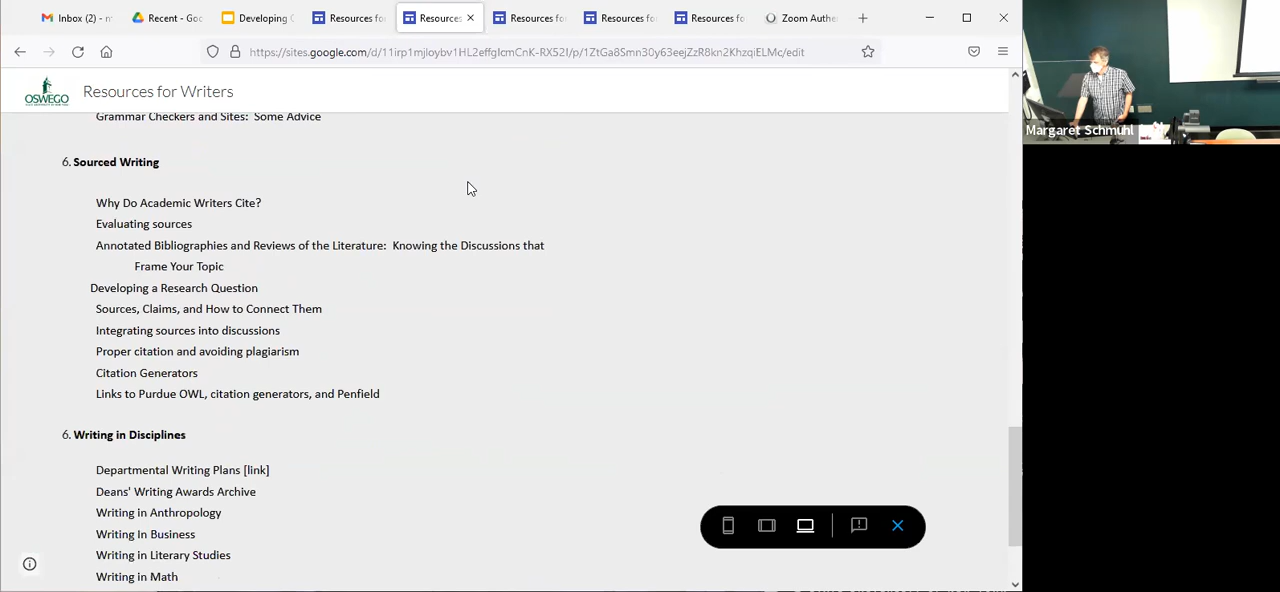 Inbox (2) - m
Recent - Goo
Developing C
Resources for
Resources
Resources fo
Resources fo
Resources fo
Zoom Authe
https://sites.google.com/d/11irp1mjloybv1HL2effgIcmCnK-RX52I/p/1ZtGa8Smn30y63eejZzR8kn2KhzqiELMc/edit
OSWEGO
Resources for Writers
Grammar Checkers and Sites: Some Advice
6. Sourced Writing
Why Do Academic Writers Cite?
Evaluating sources
Annotated Bibliographies and Reviews of the Literature: Knowing the Discussions that
Frame Your Topic
Developing a Research Question
Sources, Claims, and How to Connect Them
Integrating sources into discussions
Proper citation and avoiding plagiarism
Citation Generators
Links to Purdue OWL, citation generators, and Penfield
6. Writing in Disciplines
Departmental Writing Plans [link]
Deans' Writing Awards Archive
Writing in Anthropology
Writing In Business
Writing in Literary Studies
Writing in Math
Margaret Schmuhl